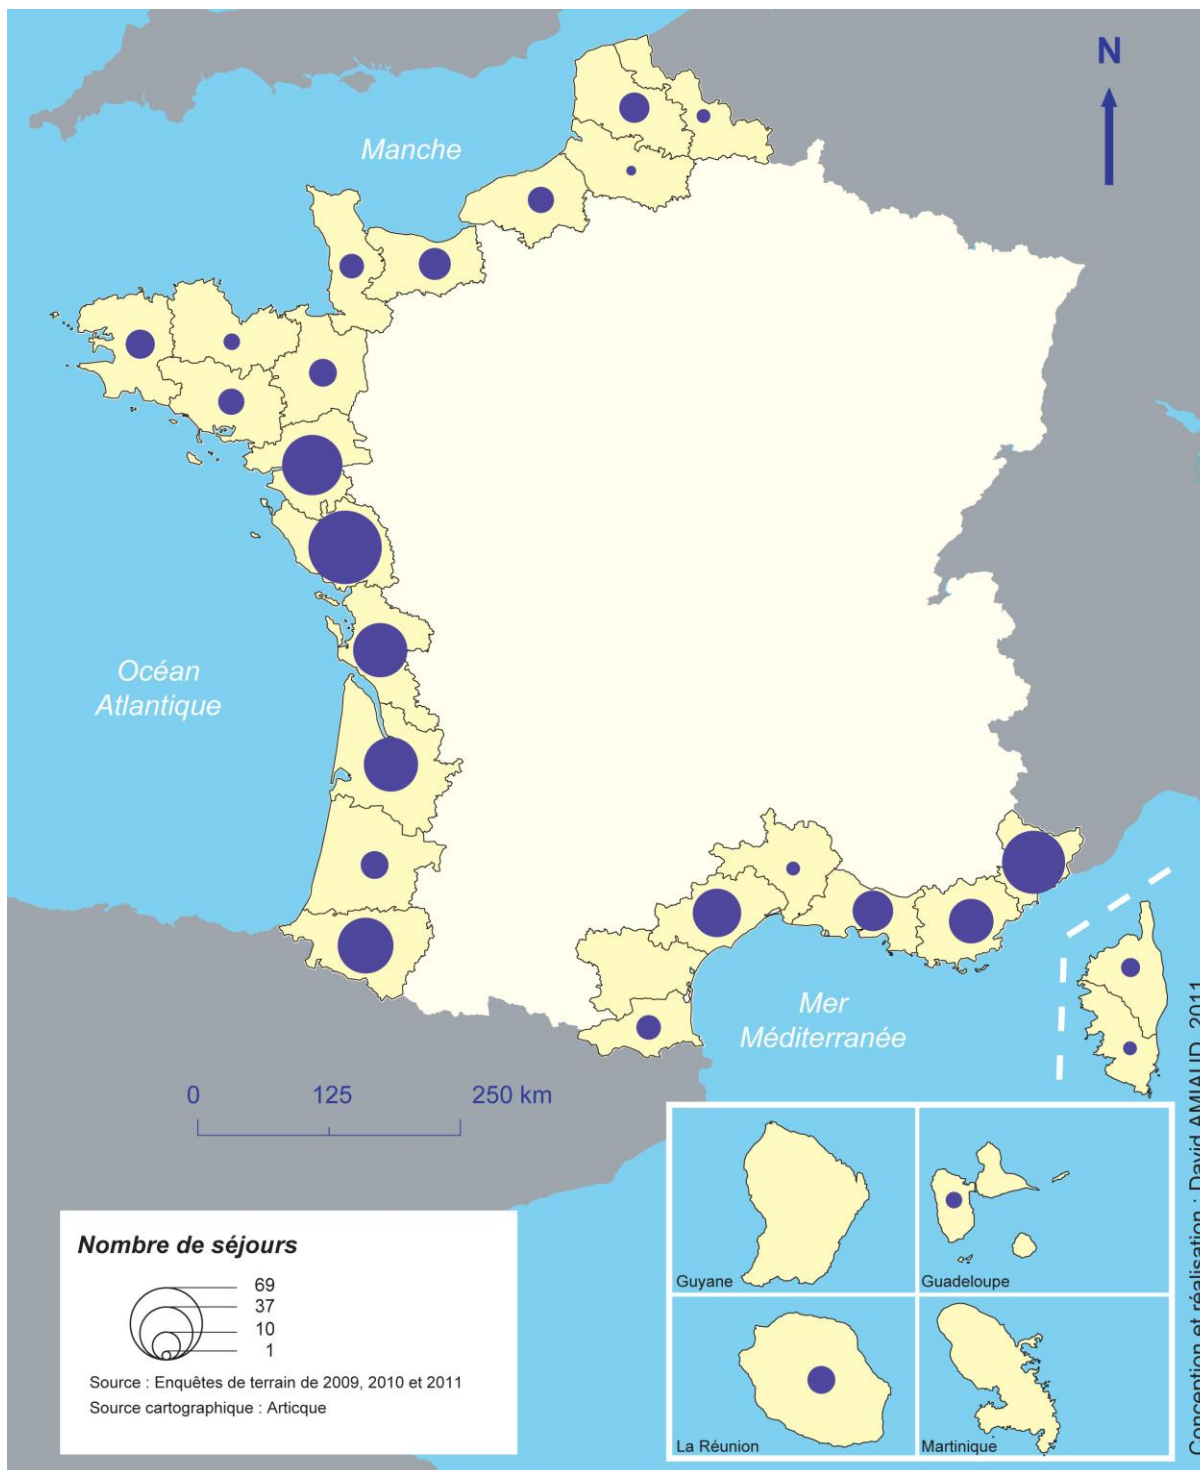 N
Manche
Océan
Atlantique
Mer
Méditerranée
0 125 250 km
Nombre de séjours
69
37
10
1
Source : Enquêtes de terrain de 2009, 2010 et 2011
Source cartographique : Articque
Guyane
Guadeloupe
La Réunion
Martinique
Conception et réalisation : David AMIAUD, 2011